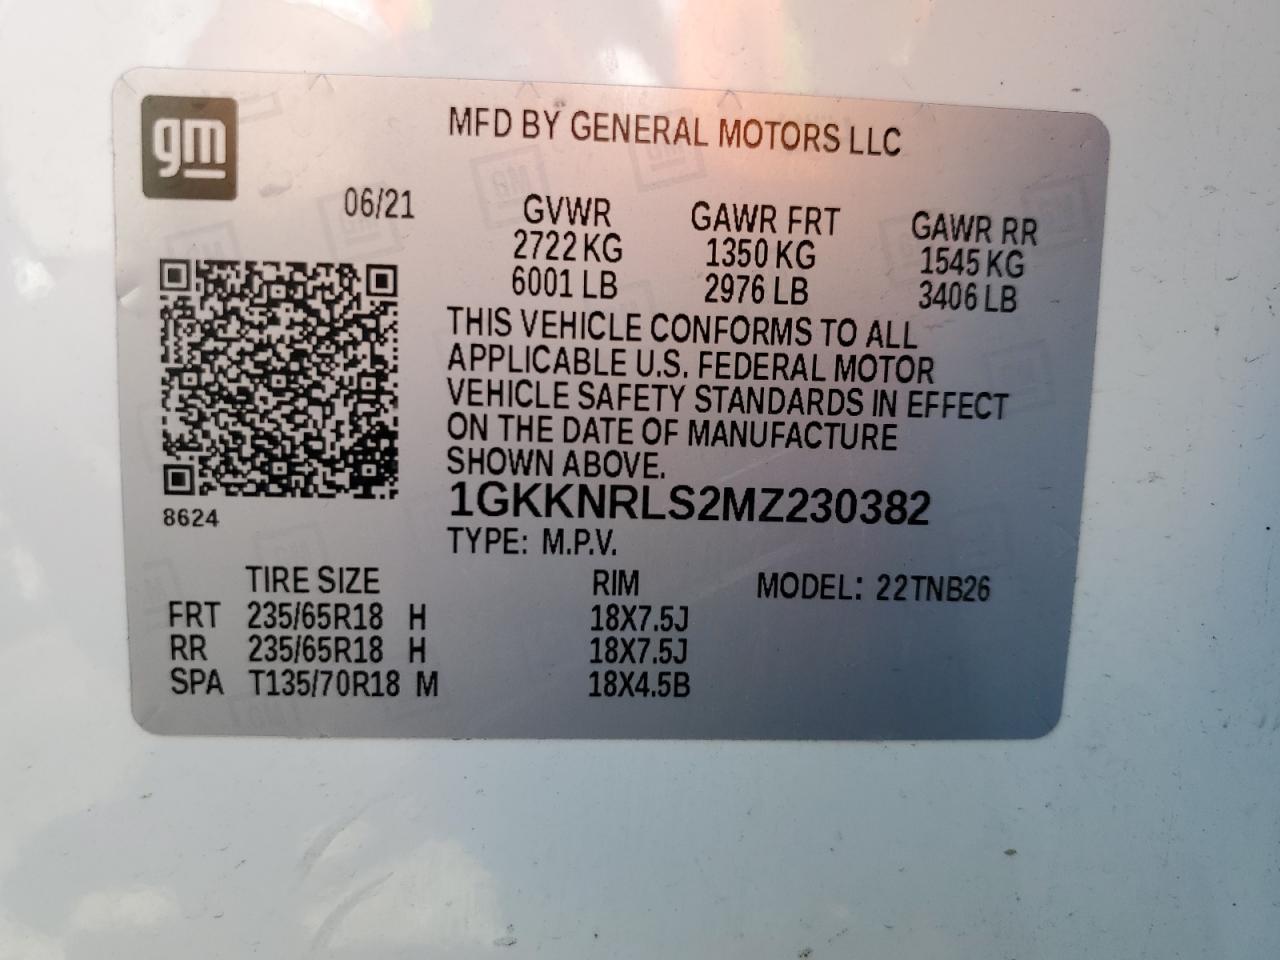 gm
MFD BY GENERAL MOTORS LLC
06/21
GVWR GAWR FRT GAWR RR
2722 KG 1350 KG 1545 KG
6001 LB 2976 LB 3406 LB
THIS VEHICLE CONFORMS TO ALL
APPLICABLE U.S. FEDERAL MOTOR
VEHICLE SAFETY STANDARDS IN EFFECT
ON THE DATE OF MANUFACTURE
SHOWN ABOVE.
8624
1GKKNRLS2MZ230382
TYPE: M.P.V.
TIRE SIZE RIM MODEL: 22TNB26
FRT 235/65R18 H 18X7.5J
RR 235/65R18 H 18X7.5J
SPA T135/70R18 M 18X4.5B